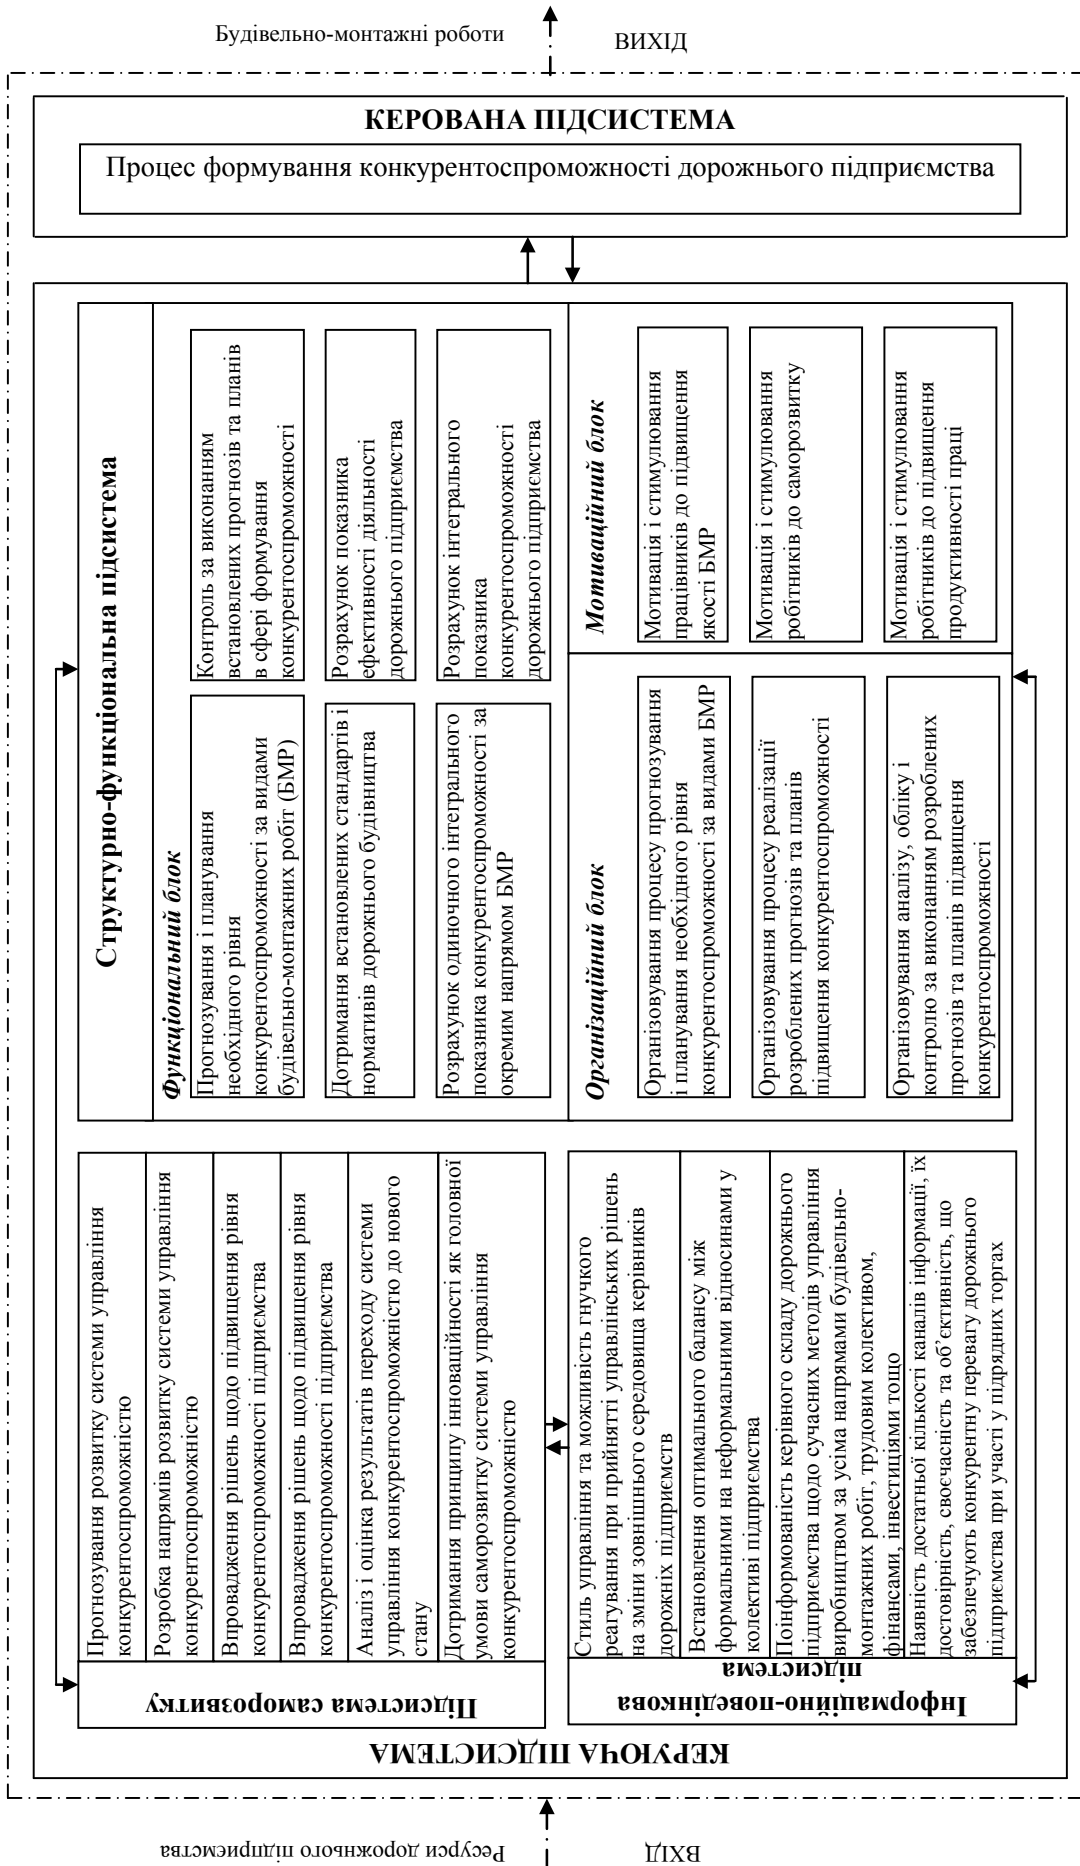 Будівельно-монтажні роботи
ВИХІД
КЕРОВАНА ПІДСИСТЕМА
Процес формування конкурентоспроможності дорожнього підприємства
Структурно-функціональна підсистема
Функціональний блок
Прогнозування і планування
необхідного рівня
конкурентоспроможності за видами
будівельно-монтажних робіт (БМР)
Дотримання встановлених стандартів і
нормативів дорожнього будівництва
Розрахунок одиночного інтегрального
показника конкурентоспроможності за
окремим напрямом БМР
Контроль за виконанням
встановлених прогнозів та планів
в сфері формування
конкурентоспроможності
Розрахунок показника
ефективності діяльності
дорожнього підприємства
Розрахунок інтегрального
показника
конкурентоспроможності
дорожнього підприємства
Організаційний блок
Організовування процесу прогнозування
і планування необхідного рівня
конкурентоспроможності за видами БМР
Організовування процесу реалізації
розроблених прогнозів та планів
підвищення конкурентоспроможності
Організовування аналізу, обліку і
контролю за виконанням розроблених
прогнозів та планів підвищення
конкурентоспроможності
Мотиваційний блок
Мотивація і стимулювання
працівників до підвищення
якості БМР
Мотивація і стимулювання
робітників до саморозвитку
Мотивація і стимулювання
робітників до підвищення
продуктивності праці
КЕРУЮЧА ПІДСИСТЕМА
Підсистема саморозвитку
Прогнозування розвитку системи управління
конкурентоспроможністю
Розробка напрямів розвитку системи управління
конкурентоспроможністю
Впровадження рішень щодо підвищення рівня
конкурентоспроможності підприємства
Впровадження рішень щодо підвищення рівня
конкурентоспроможності підприємства
Аналіз і оцінка результатів переходу системи
управління конкурентоспроможністю до нового
стану
Дотримання принципу інноваційності як головної
умови саморозвитку системи управління
конкурентоспроможністю
Інформаційно-поведінкова
підсистема
Стиль управління та можливість гнучкого
реагування при прийнятті управлінських рішень
на зміни зовнішнього середовища керівників
дорожніх підприємств
Встановлення оптимального балансу між
формальними на неформальними відносинами у
колективі підприємства
Поінформованість керівного складу дорожнього
підприємства щодо сучасних методів управління
виробництвом за усіма напрямами будівельно-
монтажних робіт, трудовим колективом,
фінансами, інвестиціями тощо
Наявність достатної кількості каналів інформації, їх
достовірність, своєчасність та об’єктивність, що
забезпечують конкурентну перевагу дорожнього
підприємства при участі у підрядних торгах
Ресурси дорожнього підприємства
ВХІД